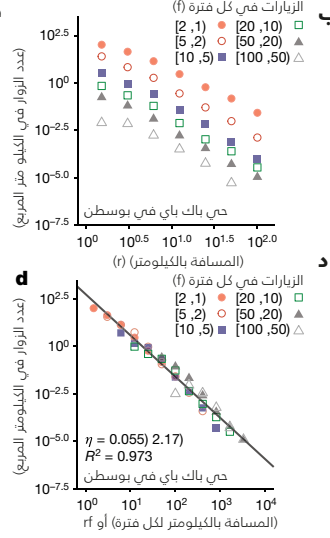 ب
الزيارات في كل فترة (f)
[2 ,1) [20 ,10)
[5 ,2) [50 ,20)
[10 ,5) [100 ,50)
(عدد الزوار في الكيلو متر المربع)
10^2.5
10^0
10^-2.5
10^-5.0
10^-7.5
حي باك باي في بوسطن
10^0 10^0.5 10^1.0 10^1.5 10^2.0
(المسافة بالكيلومتر) (r)
د
d
الزيارات في كل فترة (f)
[2 ,1) [20 ,10)
[5 ,2) [50 ,20)
[10 ,5) [100 ,50)
(عدد الزوار في الكيلومتر المربع)
10^2.5
10^0
10^-2.5
10^-5.0
10^-7.5
η = 0.055) 2.17)
R² = 0.973
حي باك باي في بوسطن
10^0 10^1 10^2 10^3 10^4
(المسافة بالكيلومتر لكل فترة) أو rf